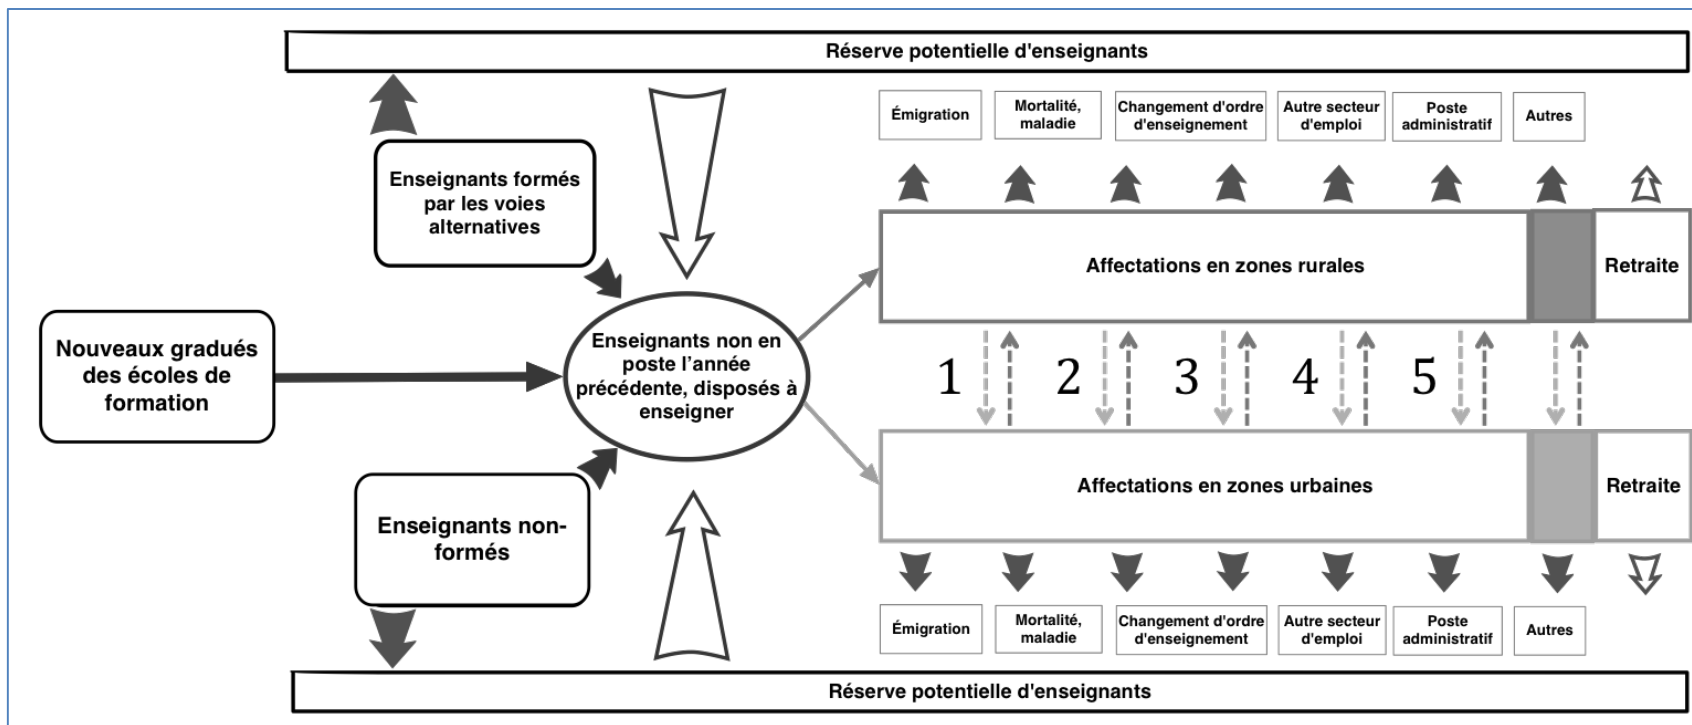 Réserve potentielle d'enseignants
Émigration
Mortalité,
maladie
Changement d'ordre
d'enseignement
Autre secteur
d'emploi
Poste
administratif
Autres
Enseignants formés
par les voies
alternatives
Affectations en zones rurales
Retraite
Nouveaux gradués
des écoles de
formation
Enseignants non en
poste l’année
précédente, disposés à
enseigner
1 2 3 4 5
Enseignants non-
formés
Affectations en zones urbaines
Retraite
Émigration
Mortalité,
maladie
Changement d'ordre
d'enseignement
Autre secteur
d'emploi
Poste
administratif
Autres
Réserve potentielle d'enseignants